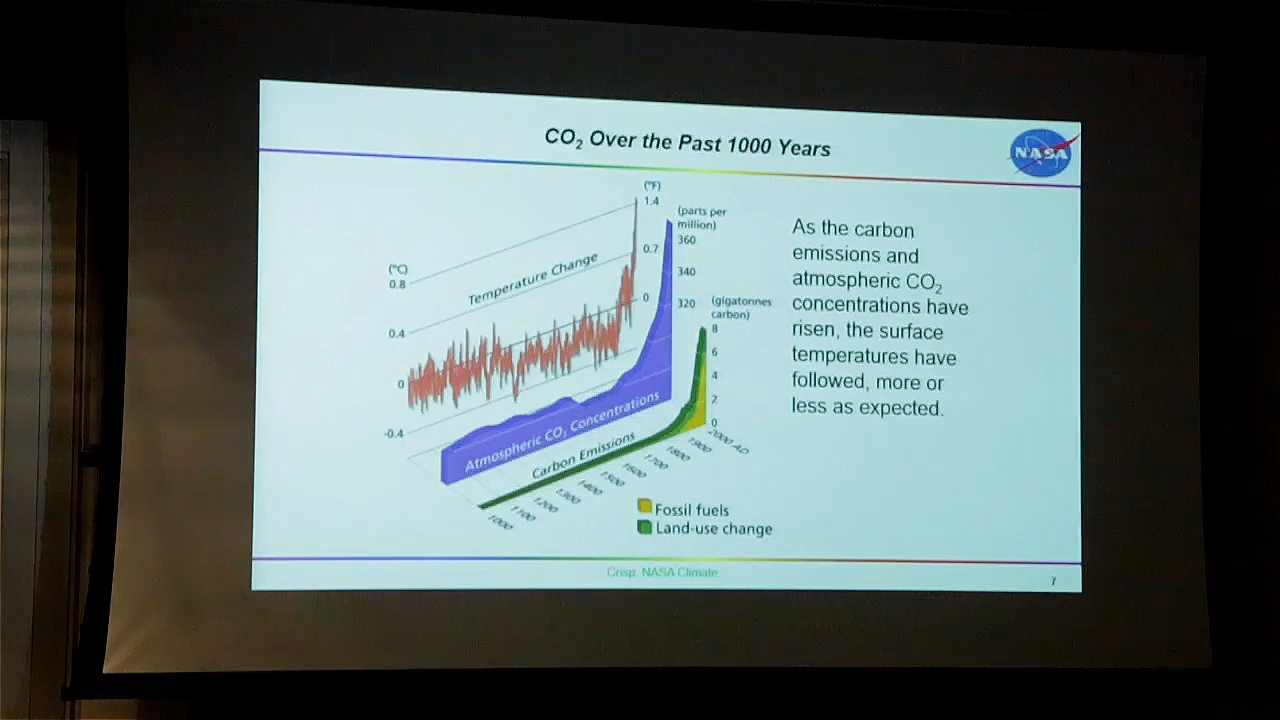 CO₂ Over the Past 1000 Years
NASA
(°F)
1.4
0.7
0
(°C)
0.8
0.4
0
-0.4
Temperature Change
(parts per
million)
360
340
320
(gigatonnes
carbon)
8
6
4
2
0
Atmospheric CO₂ Concentrations
Carbon Emissions
1000
1100
1200
1300
1400
1500
1600
1700
1800
1900
2000 AD
Fossil fuels
Land-use change
As the carbon
emissions and
atmospheric CO₂
concentrations have
risen, the surface
temperatures have
followed, more or
less as expected.
Crisp, NASA Climate
7